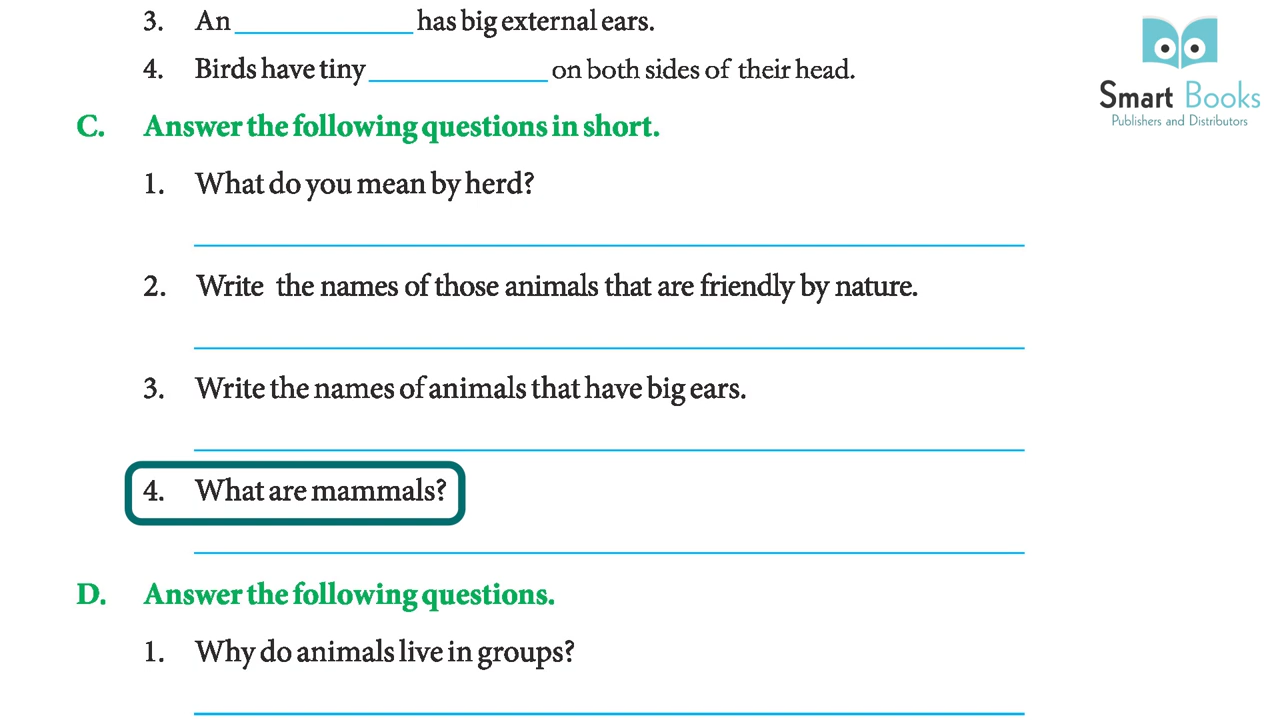 3. An ____________ has big external ears.
4. Birds have tiny ____________ on both sides of their head.
Smart Books
Publishers and Distributors
C. Answer the following questions in short.
1. What do you mean by herd?
2. Write the names of those animals that are friendly by nature.
3. Write the names of animals that have big ears.
4. What are mammals?
D. Answer the following questions.
1. Why do animals live in groups?